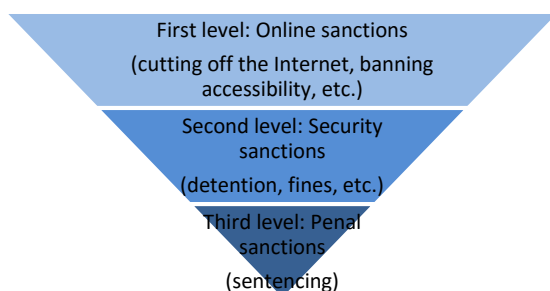 First level: Online sanctions
(cutting off the Internet, banning
accessibility, etc.)
Second level: Security
sanctions
(detention, fines, etc.)
Third level: Penal
sanctions
(sentencing)